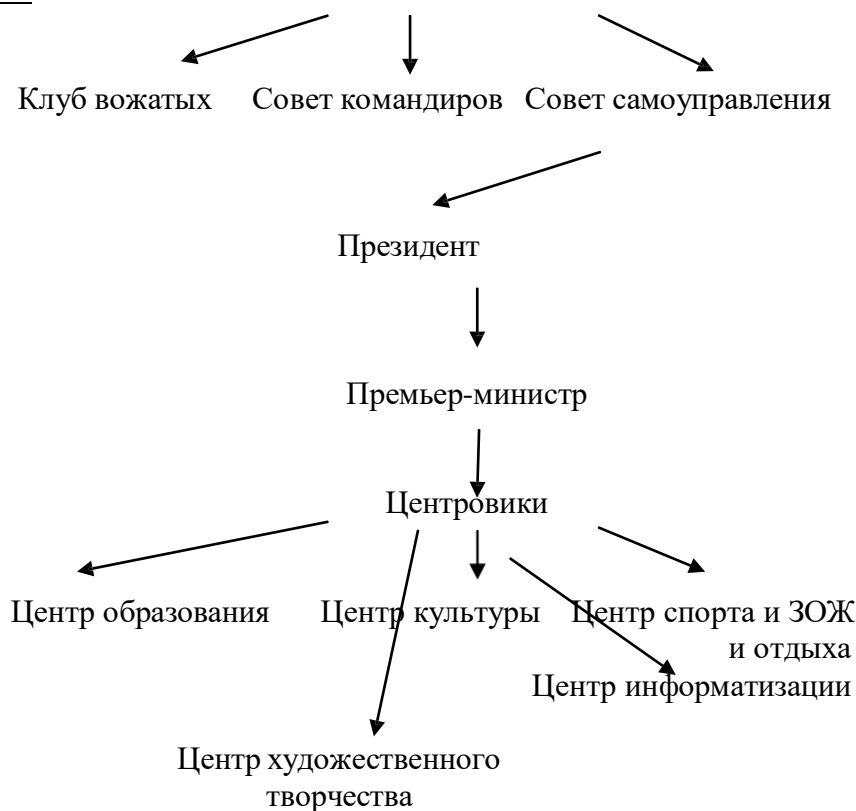 Клуб вожатых Совет командиров Совет самоуправления
Президент
Премьер-министр
Центровики
Центр образования Центр культуры Центр спорта и ЗОЖ
и отдыха
Центр информатизации
Центр художественного
творчества